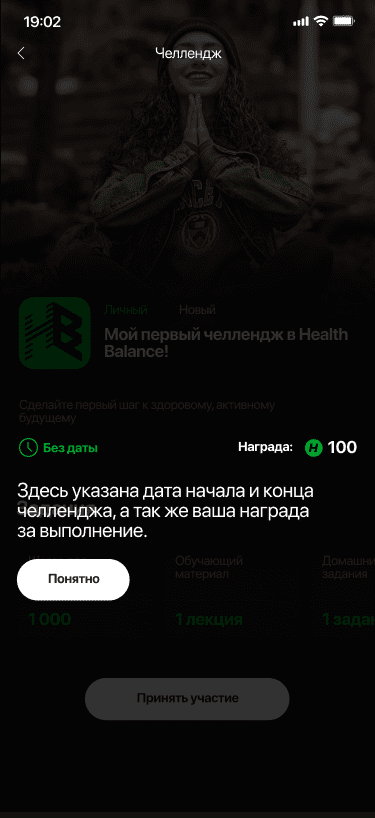 19:02
Челлендж
Личный
Новый
Мой первый челлендж в Health
Balance!
Сделайте первый шаг к здоровому, активному
будущему
Без даты
Награда:
100
Здесь указана дата начала и конца
челленджа, а так же ваша награда
за выполнение.
Понятно
Обучающий
материал
Домашни
задания
1 000
1 лекция
1 зада
Принять участие